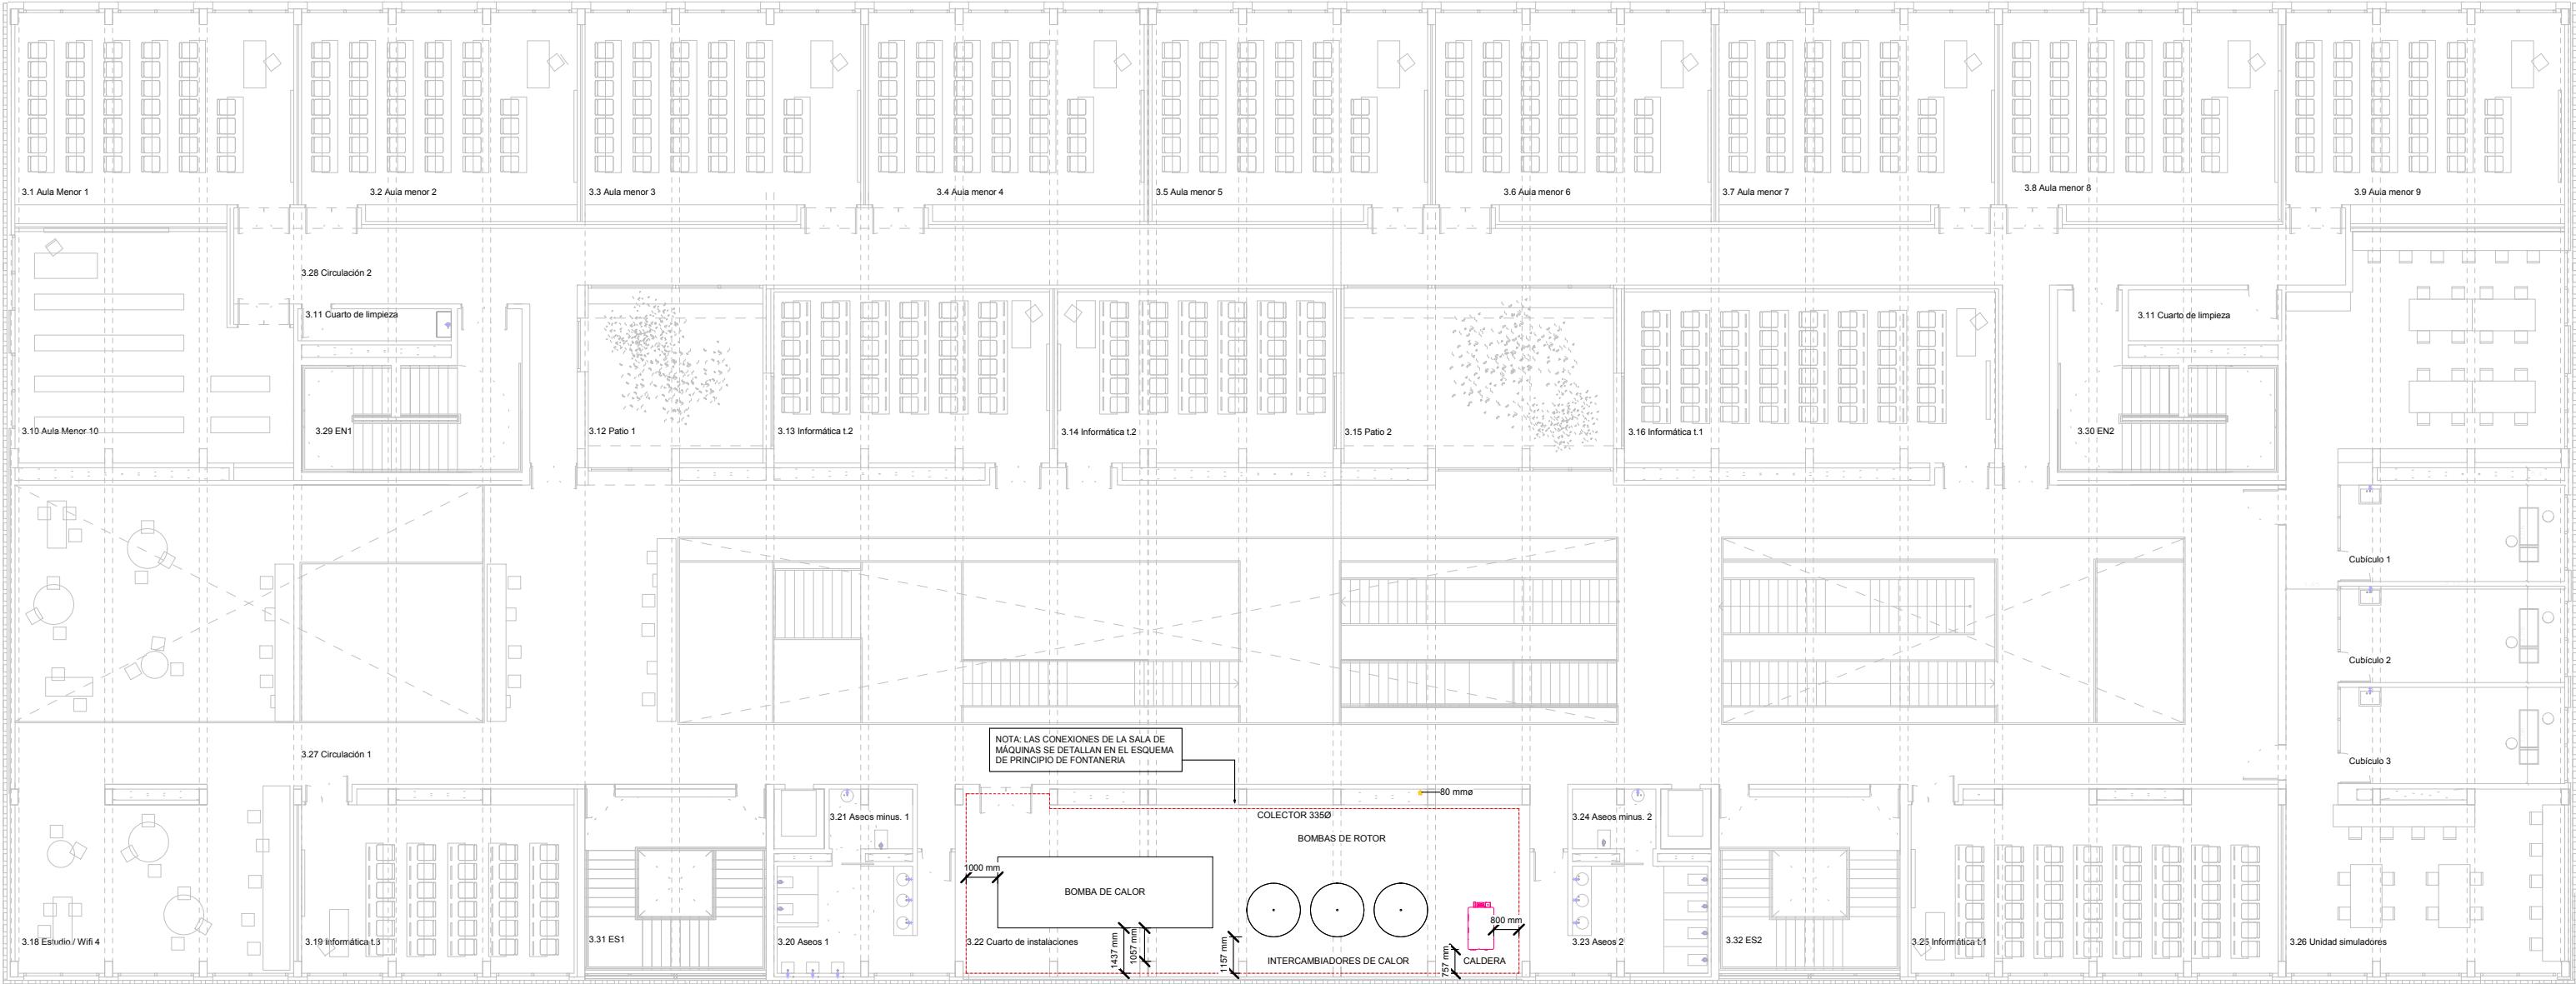 3.1 Aula Menor 1
3.2 Aula menor 2
3.3 Aula menor 3
3.4 Aula menor 4
3.5 Aula menor 5
3.6 Aula menor 6
3.7 Aula menor 7
3.8 Aula menor 8
3.9 Aula menor 9
3.28 Circulación 2
3.11 Cuarto de limpieza
3.11 Cuarto de limpieza
3.10 Aula Menor 10
3.29 EN1
3.12 Patio 1
3.13 Informática t.2
3.14 Informática t.2
3.15 Patio 2
3.16 Informática t.1
3.30 EN2
Cubículo 1
Cubículo 2
Cubículo 3
3.27 Circulación 1
NOTA: LAS CONEXIONES DE LA SALA DE
MÁQUINAS SE DETALLAN EN EL ESQUEMA
DE PRINCIPIO DE FONTANERIA
80 mmø
3.21 Aseos minus. 1
COLECTOR 335Ø
3.24 Aseos minus. 2
BOMBAS DE ROTOR
1000 mm
BOMBA DE CALOR
800 mm
3.18 Estudio / Wifi 4
3.19 Informática t.3
3.31 ES1
3.20 Aseos 1
3.22 Cuarto de instalaciones
1437 mm
1057 mm
1157 mm
757 mm
INTERCAMBIADORES DE CALOR
CALDERA
3.23 Aseos 2
3.32 ES2
3.25 Informática t.1
3.26 Unidad simuladores